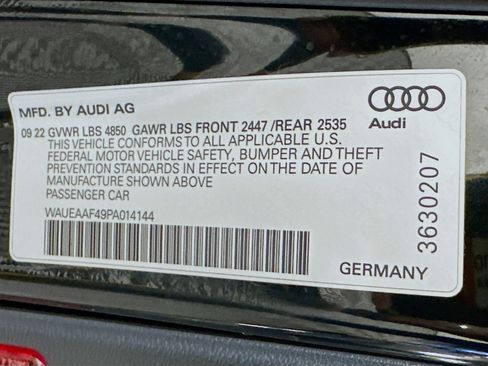 MFD. BY AUDI AG
09 22 GVWR LBS 4850 GAWR LBS FRONT 2447 /REAR 2535
THIS VEHICLE CONFORMS TO ALL APPLICABLE U.S.
FEDERAL MOTOR VEHICLE SAFETY, BUMPER AND THEFT
PREVENTION STANDARDS IN EFFECT ON THE DATE OF
MANUFACTURE SHOWN ABOVE
PASSENGER CAR
WAUEAAF49PA014144
Audi
3630207
GERMANY